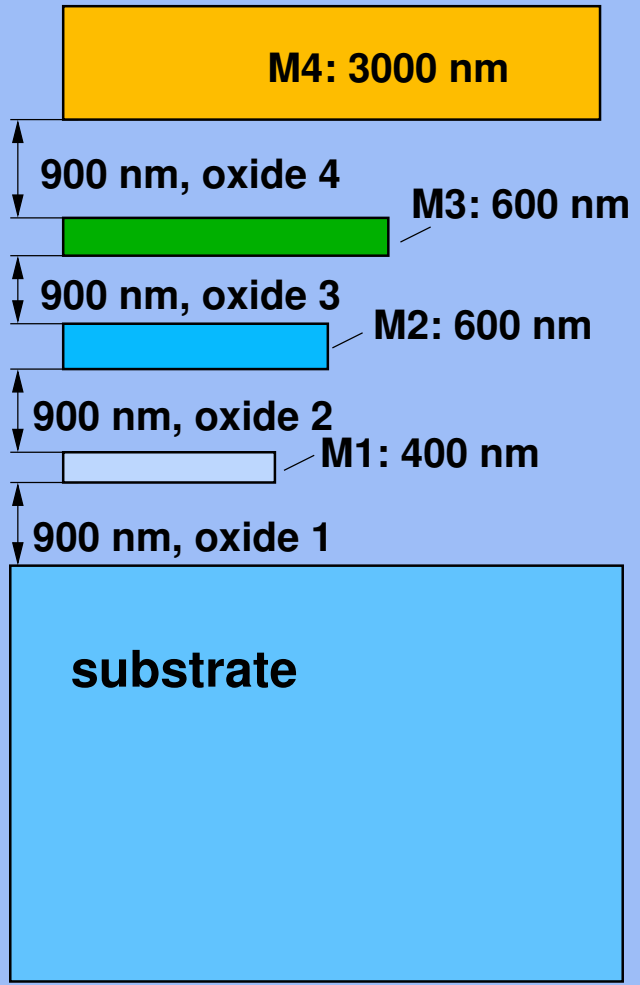 M4: 3000 nm
900 nm, oxide 4
M3: 600 nm
900 nm, oxide 3
M2: 600 nm
900 nm, oxide 2
M1: 400 nm
900 nm, oxide 1
substrate